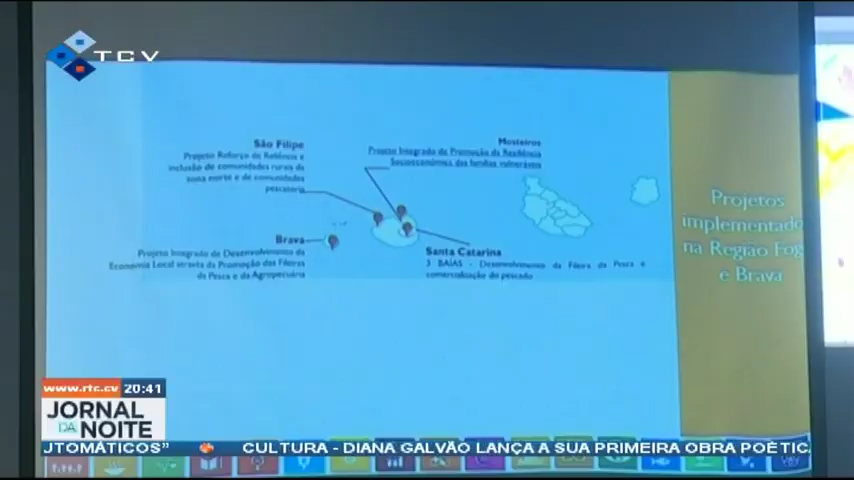 TCV
São Filipe
Projeto Reforço da Resiliência e
inclusão de comunidades rurais da
zona norte e de comunidades
pescatoria
Mosteiros
Projeto Integrado de Promoção da Resiliência
Socioeconómica das famílias vulneráveis
Brava
Projeto Integrado de Desenvolvimento da
Economia Local através da Promoção das Fileiras
da Pesca e da Agropecuária
Santa Catarina
3 BAÍAS - Desenvolvimento da Fileira da Pesca e
comercialização do pescado
Projetos
implementado
na Região Fog
e Brava
www.rtc.cv 20:41
JORNAL
DA NOITE
JTOMÁTICOS” CULTURA - DIANA GALVÃO LANÇA A SUA PRIMEIRA OBRA POÉTICA